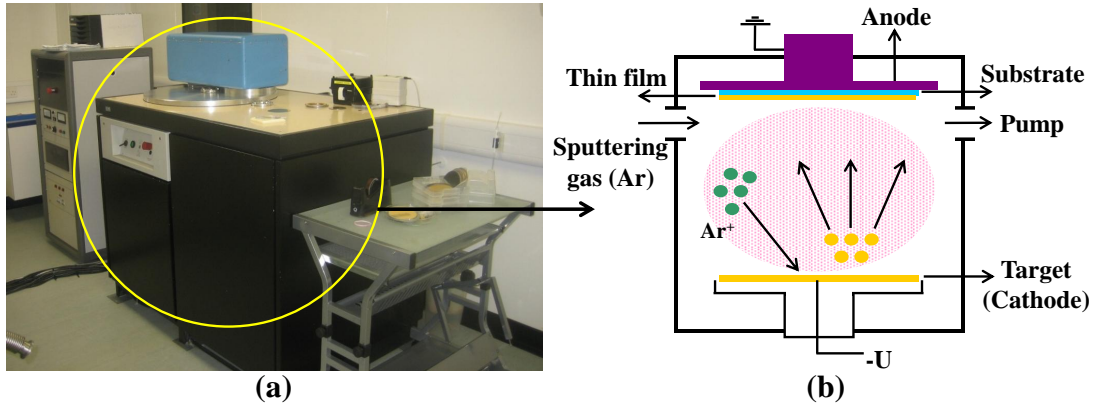 Anode
Thin film
Substrate
Pump
Sputtering
gas (Ar)
Ar⁺
Target
(Cathode)
-U
(a)
(b)